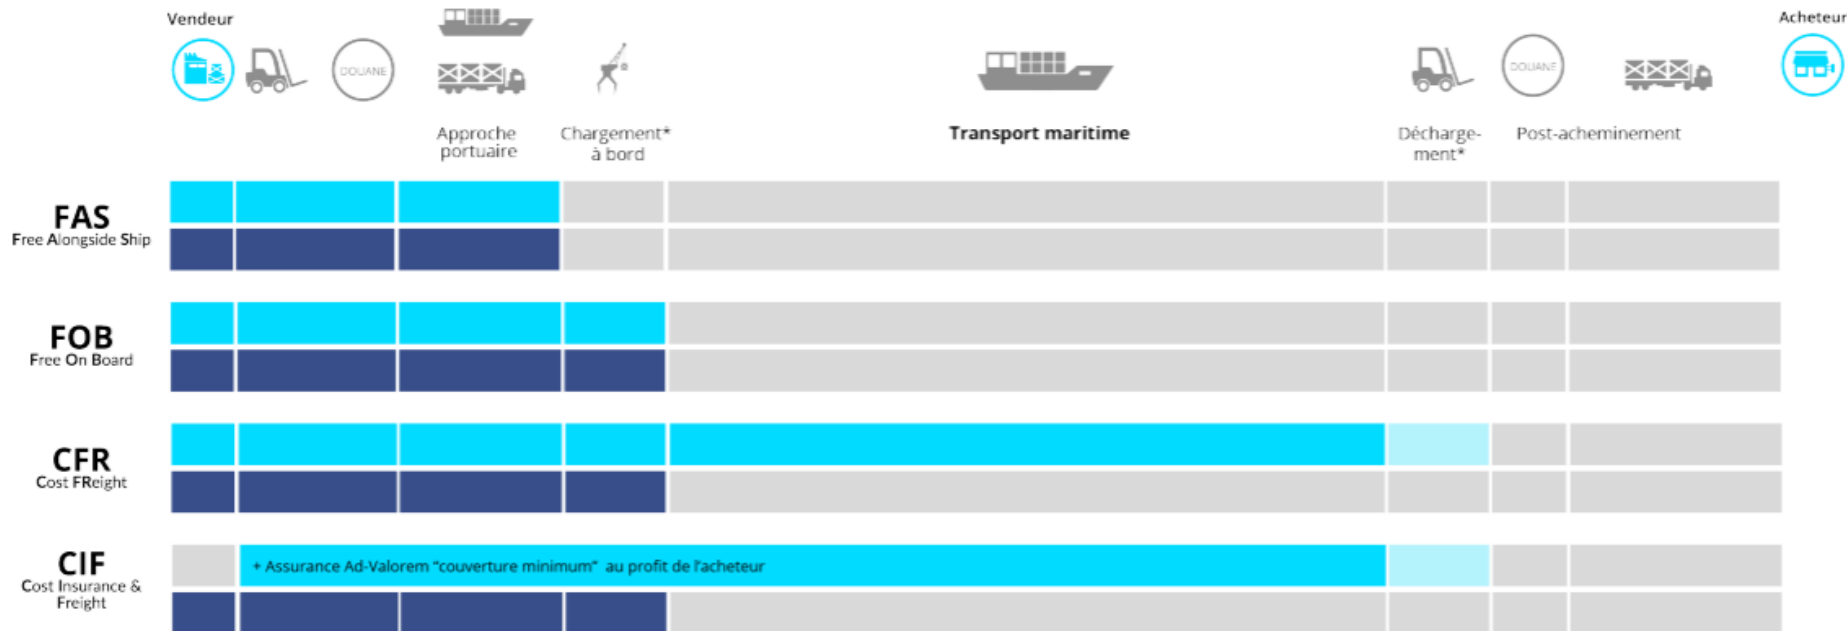 Vendeur
Acheteur
DOUANE
DOUANE
Approche
portuaire
Chargement*
à bord
Transport maritime
Décharge-
ment*
Post-acheminement
FAS
Free Alongside Ship
FOB
Free On Board
CFR
Cost FReight
CIF
Cost Insurance &
Freight
+ Assurance Ad-Valorem “couverture minimum” au profit de l’acheteur